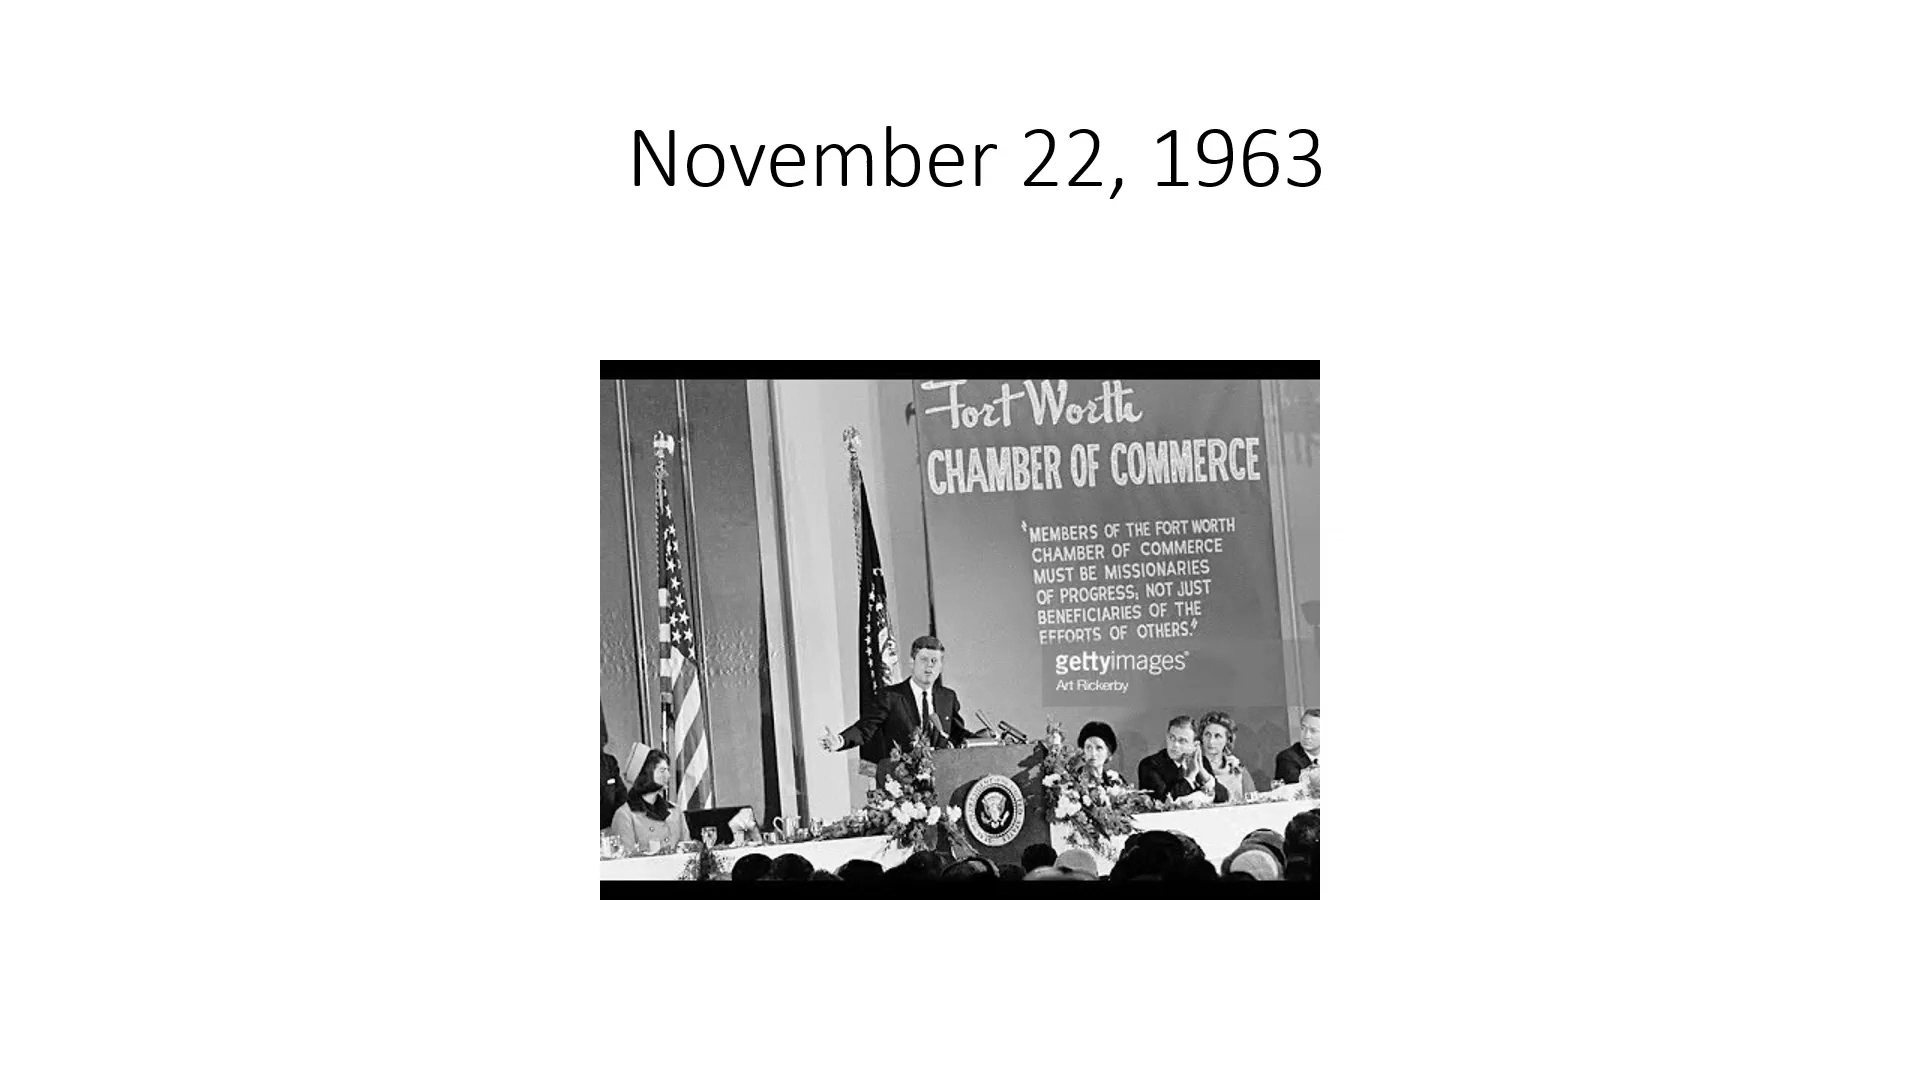 November 22, 1963
Fort Worth
CHAMBER OF COMMERCE
"MEMBERS OF THE FORT WORTH
CHAMBER OF COMMERCE
MUST BE MISSIONARIES
OF PROGRESS, NOT JUST
BENEFICIARIES OF THE
EFFORTS OF OTHERS."
gettyimages®
Art Rickerby